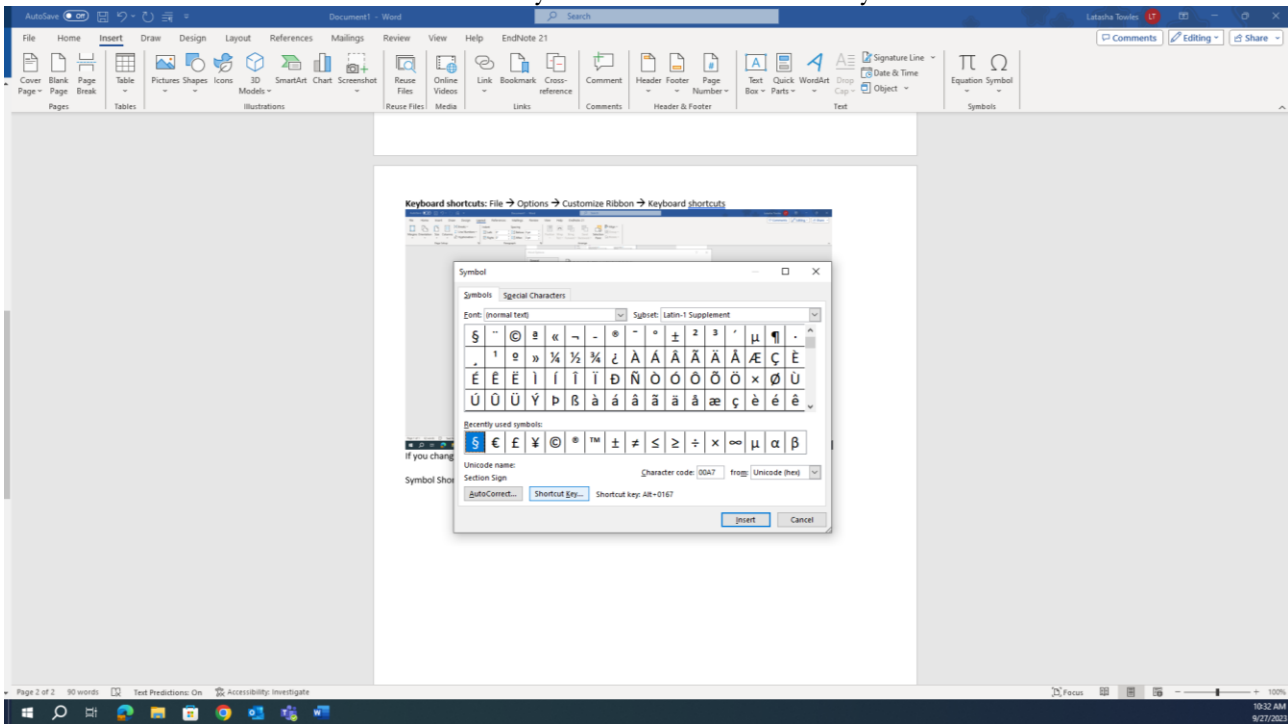 AutoSave Off Document1 - Word Search Latasha Towles LT
File Home Insert Draw Design Layout References Mailings Review View Help EndNote 21 Comments Editing Share
Cover Page Blank Page Page Break Table Pictures Shapes Icons 3D Models SmartArt Chart Screenshot Reuse Files Online Videos Link Bookmark Cross-reference Comment Header Footer Page Number Text Box Quick Parts WordArt Drop Cap Signature Line Date & Time Object Equation Symbol
Pages Tables Illustrations Reuse Files Media Links Comments Header & Footer Text Symbols
Keyboard shortcuts: File → Options → Customize Ribbon → Keyboard shortcuts
Symbol
Symbols Special Characters
Font: (normal text) Subset: Latin-1 Supplement
§ ¨ © ª « ¬ - ® ¯ ° ± ² ³ ´ µ ¶ ·
¸ ¹ º » ¼ ½ ¾ ¿ À Á Â Ã Ä Å Æ Ç È
É Ê Ë Ì Í Î Ï Ð Ñ Ò Ó Ô Õ Ö × Ø Ù
Ú Û Ü Ý Þ ß à á â ã ä å æ ç è é ê
Recently used symbols:
§ € £ ¥ © ® ™ ± ≠ ≤ ≥ ÷ × ∞ µ α β
If you chang
Unicode name:
Section Sign
Character code: 00A7 from: Unicode (hex)
Symbol Shor
AutoCorrect... Shortcut Key... Shortcut key: Alt+0167
Insert Cancel
Page 2 of 2 90 words Text Predictions: On Accessibility: Investigate Focus 100%
10:32 AM